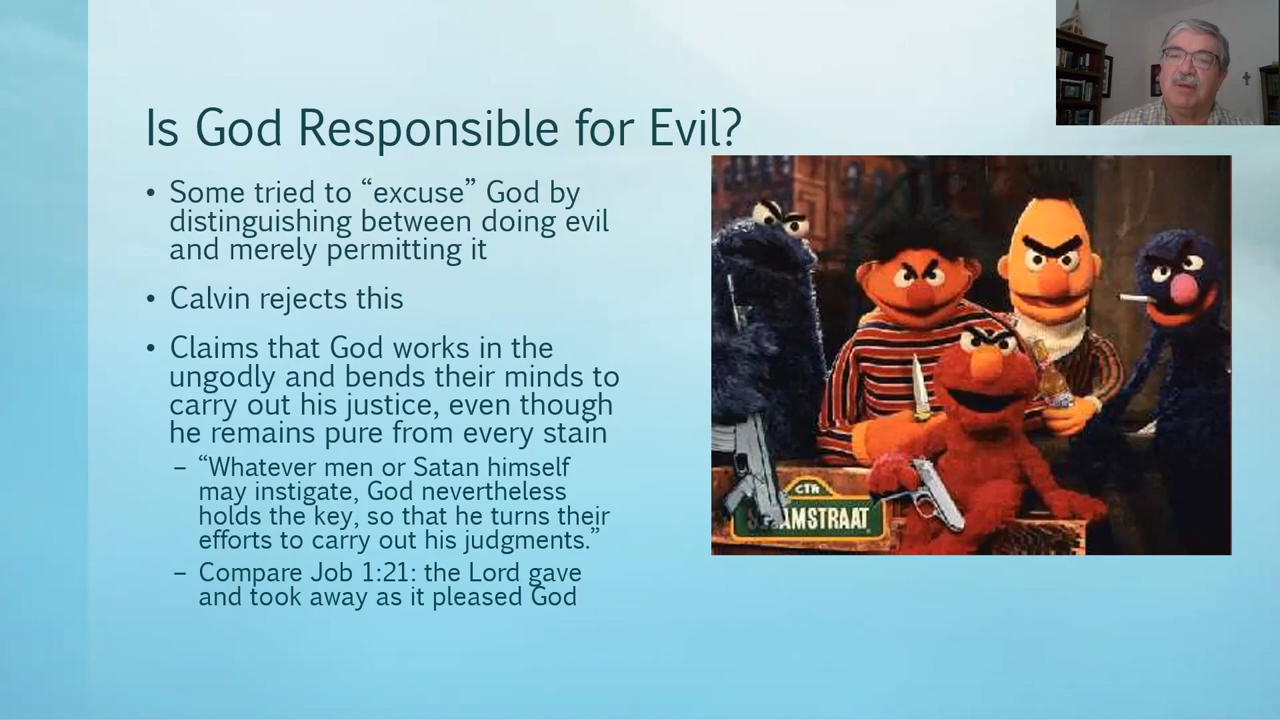 Is God Responsible for Evil?
• Some tried to “excuse” God by
distinguishing between doing evil
and merely permitting it
• Calvin rejects this
• Claims that God works in the
ungodly and bends their minds to
carry out his justice, even though
he remains pure from every stain
– “Whatever men or Satan himself
may instigate, God nevertheless
holds the key, so that he turns their
efforts to carry out his judgments.”
– Compare Job 1:21: the Lord gave
and took away as it pleased God
SESAMSTRAAT